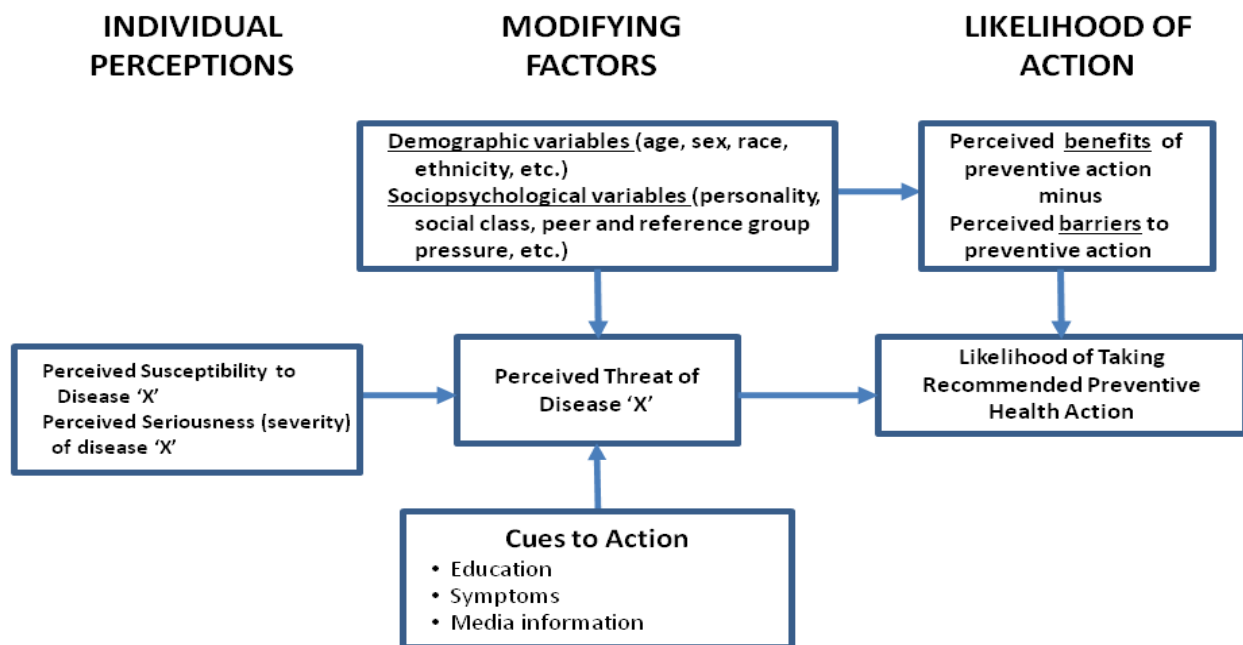 INDIVIDUAL
PERCEPTIONS
MODIFYING
FACTORS
LIKELIHOOD OF
ACTION
Demographic variables (age, sex, race,
ethnicity, etc.)
Sociopsychological variables (personality,
social class, peer and reference group
pressure, etc.)
Perceived benefits of
preventive action
minus
Perceived barriers to
preventive action
Perceived Susceptibility to
Disease ‘X’
Perceived Seriousness (severity)
of disease ‘X’
Perceived Threat of
Disease ‘X’
Likelihood of Taking
Recommended Preventive
Health Action
Cues to Action
• Education
• Symptoms
• Media information